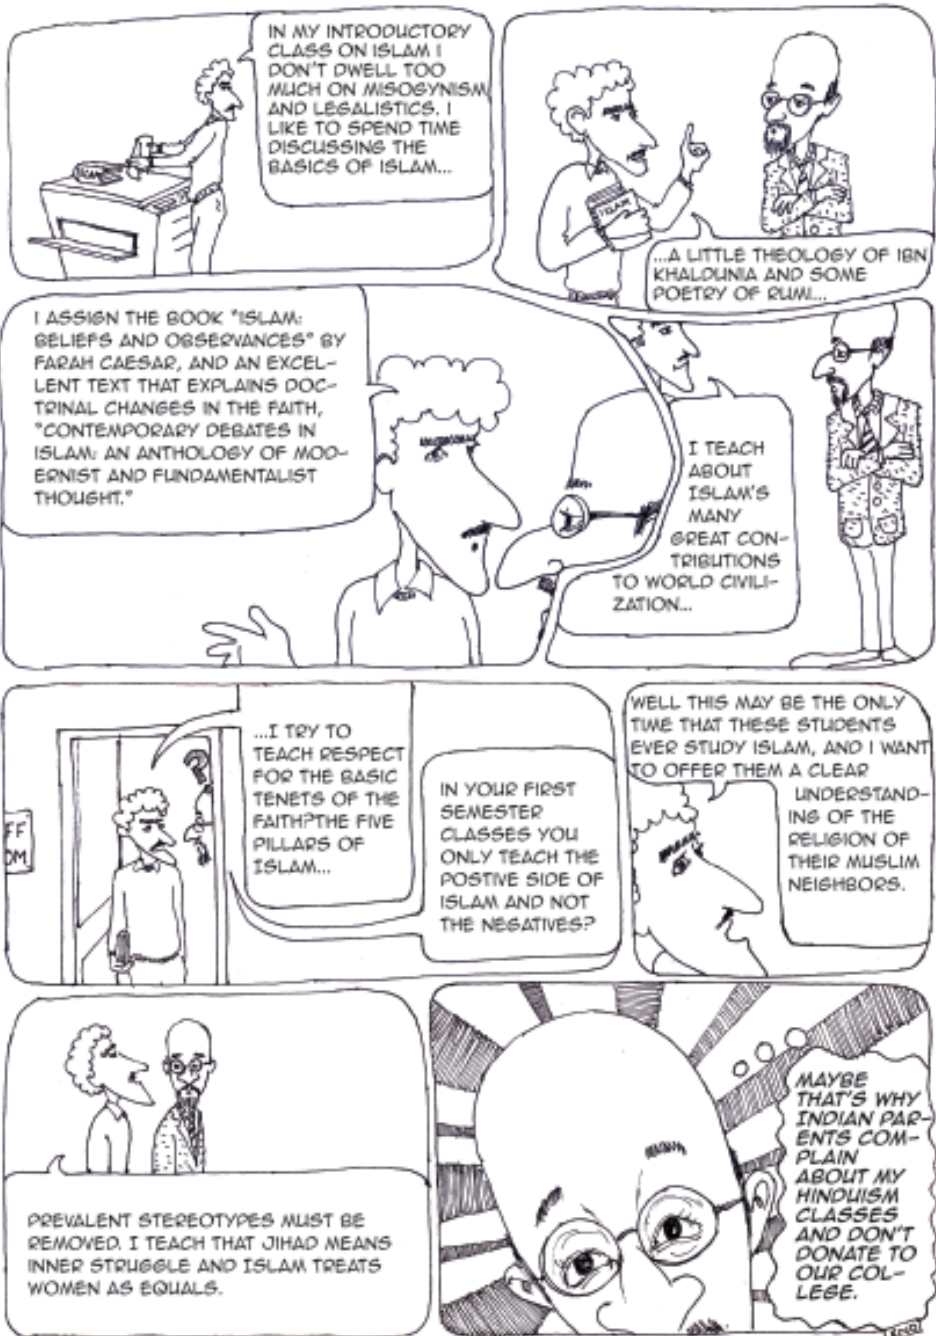 IN MY INTRODUCTORY
CLASS ON ISLAM I
DON'T DWELL TOO
MUCH ON MISOGYNISM
AND LEGALISTICS. I
LIKE TO SPEND TIME
DISCUSSING THE
BASICS OF ISLAM...
ISLAM
ISLAM
...A LITTLE THEOLOGY OF IBN
KHALDUNIA AND SOME
POETRY OF RUMI...
I ASSIGN THE BOOK "ISLAM:
BELIEFS AND OBSERVANCES" BY
FARAH CAESAR, AND AN EXCEL-
LENT TEXT THAT EXPLAINS DOC-
TRINAL CHANGES IN THE FAITH,
"CONTEMPORARY DEBATES IN
ISLAM: AN ANTHOLOGY OF MOD-
ERNIST AND FUNDAMENTALIST
THOUGHT."
I TEACH
ABOUT
ISLAM'S
MANY
GREAT CON-
TRIBUTIONS
TO WORLD CIVILI-
ZATION...
FF
OM
...I TRY TO
TEACH RESPECT
FOR THE BASIC
TENETS OF THE
FAITH?THE FIVE
PILLARS OF
ISLAM...
IN YOUR FIRST
SEMESTER
CLASSES YOU
ONLY TEACH THE
POSTIVE SIDE OF
ISLAM AND NOT
THE NEGATIVES?
WELL THIS MAY BE THE ONLY
TIME THAT THESE STUDENTS
EVER STUDY ISLAM, AND I WANT
TO OFFER THEM A CLEAR
UNDERSTAND-
ING OF THE
RELIGION OF
THEIR MUSLIM
NEIGHBORS.
PREVALENT STEREOTYPES MUST BE
REMOVED. I TEACH THAT JIHAD MEANS
INNER STRUGGLE AND ISLAM TREATS
WOMEN AS EQUALS.
MAYBE
THAT'S WHY
INDIAN PAR-
ENTS COM-
PLAIN
ABOUT MY
HINDUISM
CLASSES
AND DON'T
DONATE TO
OUR COL-
LEGE.